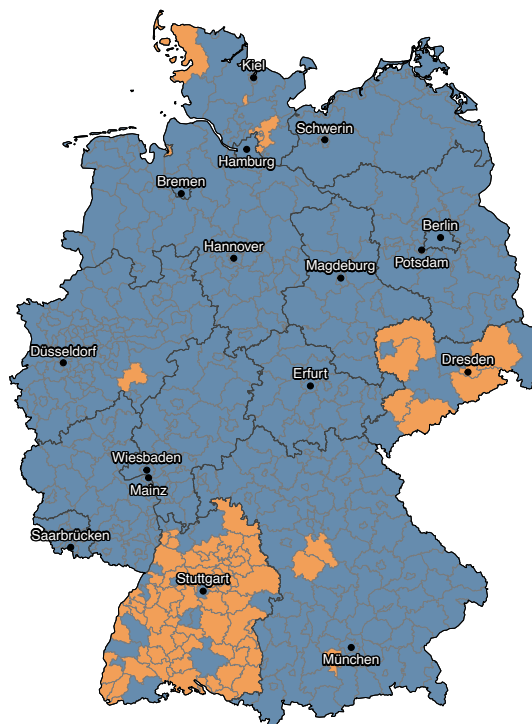 Kiel
Schwerin
Hamburg
Bremen
Berlin
Hannover
Potsdam
Magdeburg
Düsseldorf
Dresden
Erfurt
Wiesbaden
Mainz
Saarbrücken
Stuttgart
München